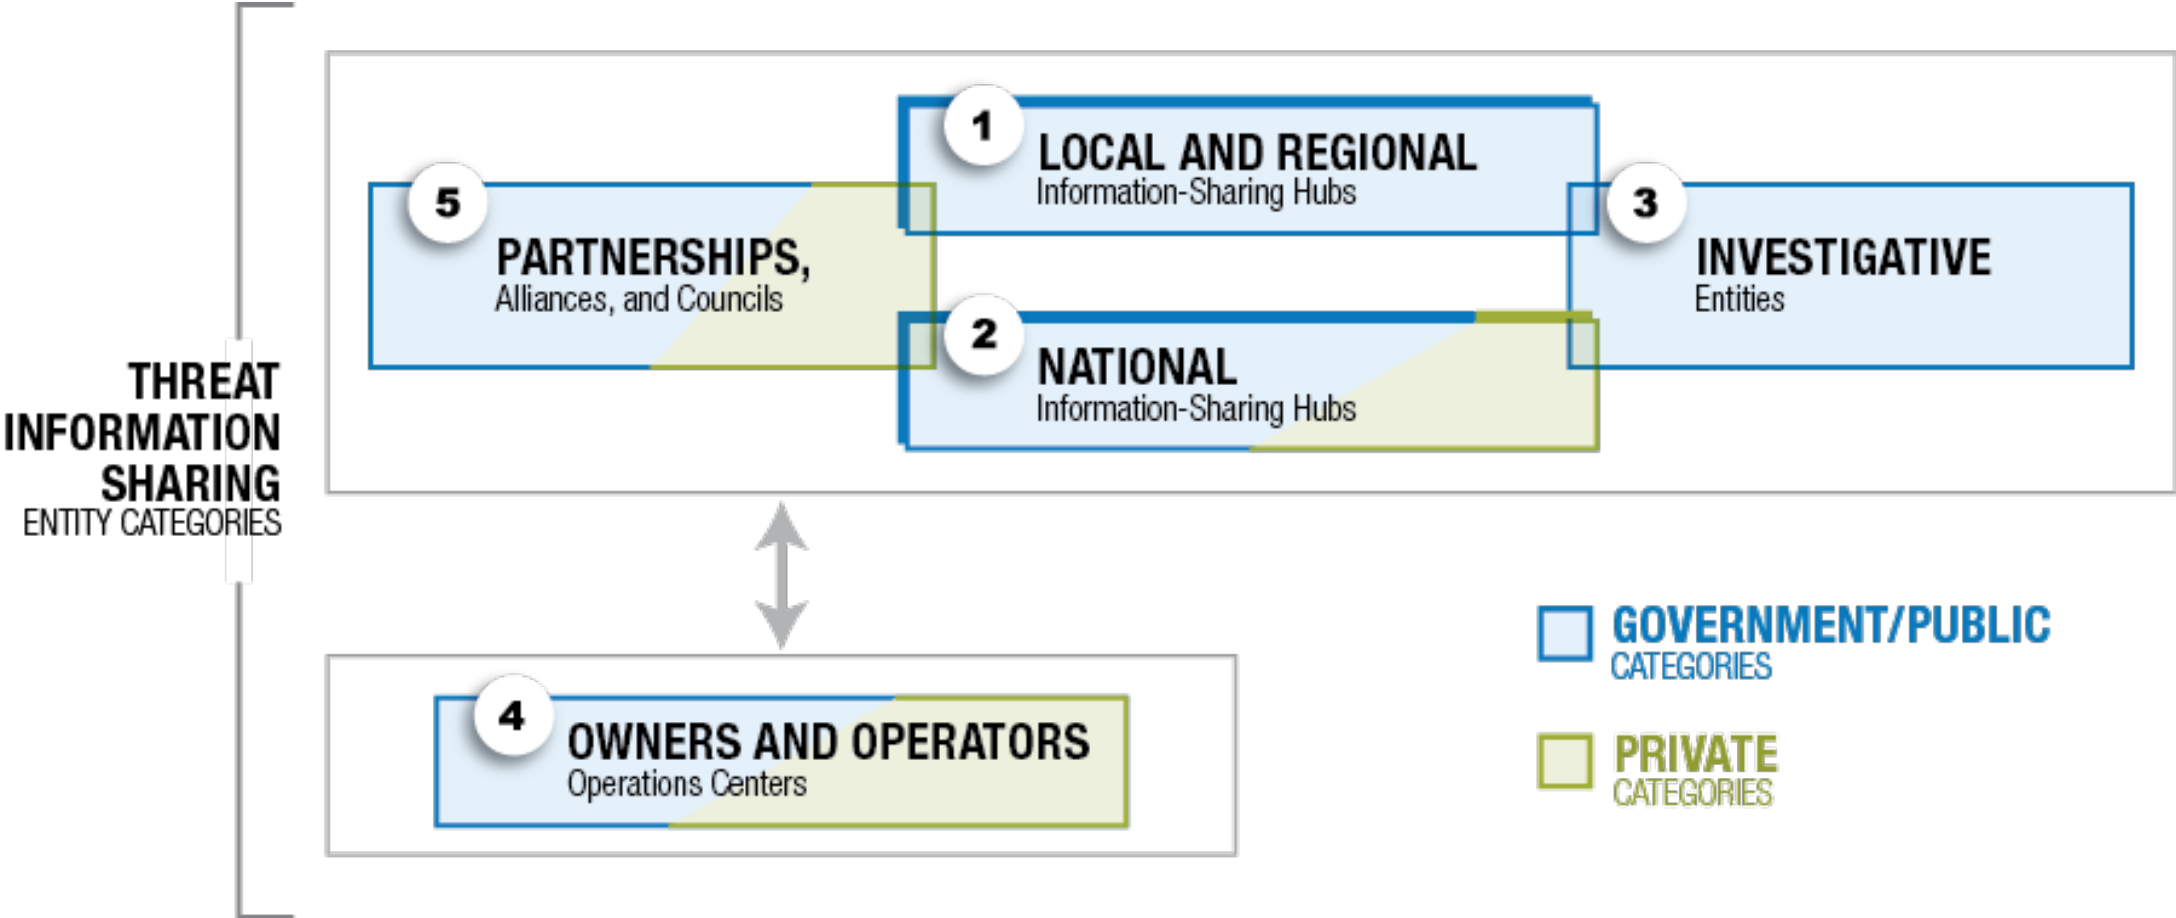 THREAT
INFORMATION
SHARING
ENTITY CATEGORIES
1
LOCAL AND REGIONAL
Information-Sharing Hubs
5
PARTNERSHIPS,
Alliances, and Councils
3
INVESTIGATIVE
Entities
2
NATIONAL
Information-Sharing Hubs
4
OWNERS AND OPERATORS
Operations Centers
GOVERNMENT/PUBLIC
CATEGORIES
PRIVATE
CATEGORIES